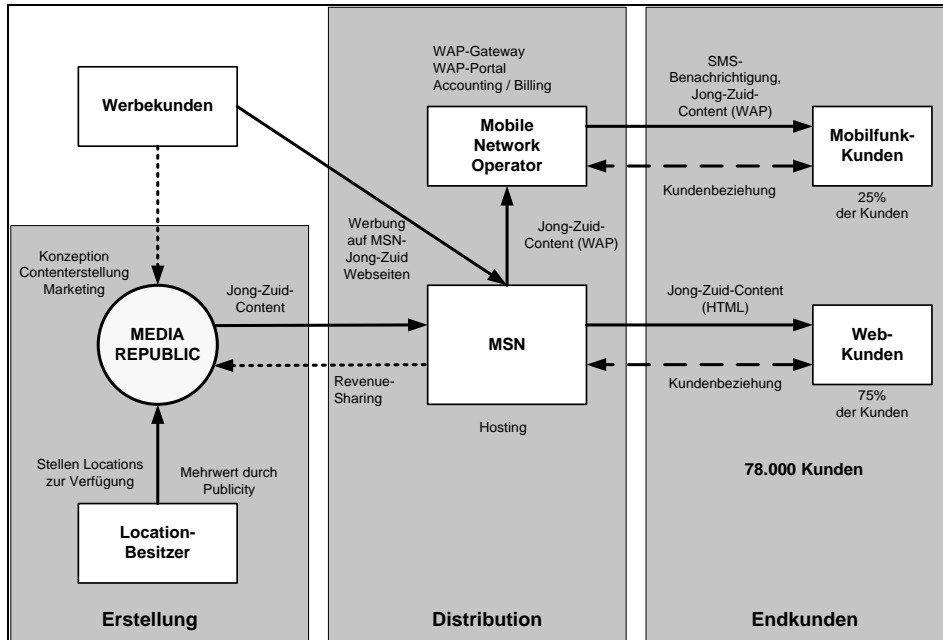 WAP-Gateway
WAP-Portal
Accounting / Billing
SMS-
Benachrichtigung,
Jong-Zuid-
Content (WAP)
Werbekunden
Mobile
Network
Operator
Mobilfunk-
Kunden
Kundenbeziehung
25%
der Kunden
Werbung
auf MSN-
Jong-Zuid
Webseiten
Jong-Zuid-
Content (WAP)
Konzeption
Contenterstellung
Marketing
Jong-Zuid-
Content
Jong-Zuid-Content
(HTML)
MEDIA
REPUBLIC
MSN
Web-
Kunden
Revenue-
Sharing
Kundenbeziehung
75%
der Kunden
Hosting
Stellen Locations
zur Verfügung
Mehrwert durch
Publicity
78.000 Kunden
Location-
Besitzer
Erstellung
Distribution
Endkunden